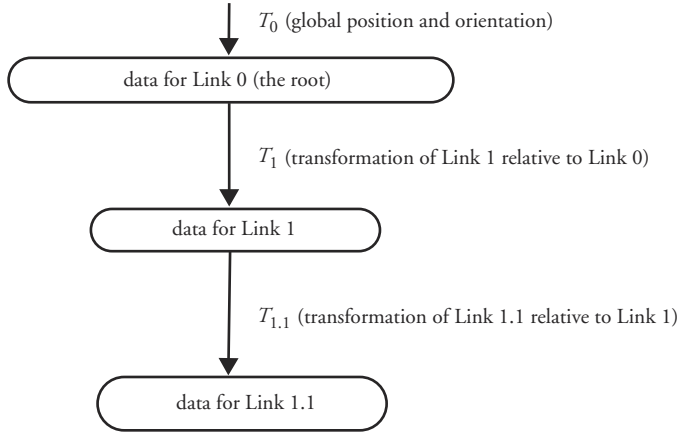 T₀ (global position and orientation)
data for Link 0 (the root)
T₁ (transformation of Link 1 relative to Link 0)
data for Link 1
T₁.₁ (transformation of Link 1.1 relative to Link 1)
data for Link 1.1